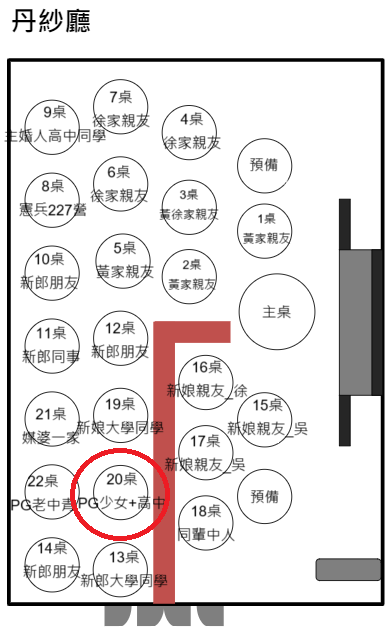 丹紗廳
7桌
徐家親友
9桌
主婚人高中同學
4桌
徐家親友
預備
6桌
徐家親友
8桌
憲兵227營
3桌
黃徐家親友
1桌
黃家親友
5桌
黃家親友
10桌
新郎朋友
2桌
黃家親友
主桌
12桌
新郎朋友
11桌
新郎同事
16桌
新娘親友_徐
19桌
新娘大學同學
15桌
新娘親友_吳
21桌
媒婆一家
17桌
新娘親友_吳
20桌
PG少女+高中
22桌
PG老中青
預備
18桌
同輩中人
14桌
新郎朋友
13桌
新郎大學同學